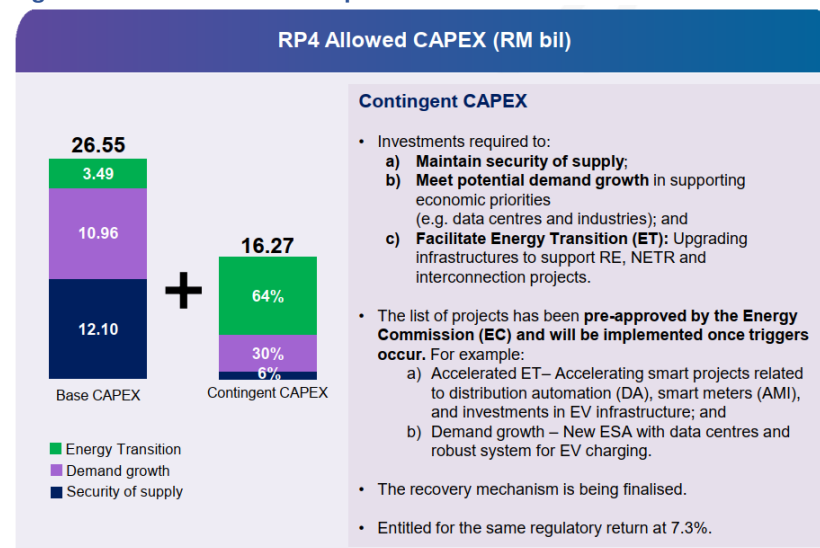 RP4 Allowed CAPEX (RM bil)
26.55
3.49
10.96
12.10
Base CAPEX
+
16.27
64%
30%
6%
Contingent CAPEX
Energy Transition
Demand growth
Security of supply
Contingent CAPEX
• Investments required to:
a) Maintain security of supply;
b) Meet potential demand growth in supporting
economic priorities
(e.g. data centres and industries); and
c) Facilitate Energy Transition (ET): Upgrading
infrastructures to support RE, NETR and
interconnection projects.
• The list of projects has been pre-approved by the Energy
Commission (EC) and will be implemented once triggers
occur. For example:
a) Accelerated ET– Accelerating smart projects related
to distribution automation (DA), smart meters (AMI),
and investments in EV infrastructure; and
b) Demand growth – New ESA with data centres and
robust system for EV charging.
• The recovery mechanism is being finalised.
• Entitled for the same regulatory return at 7.3%.